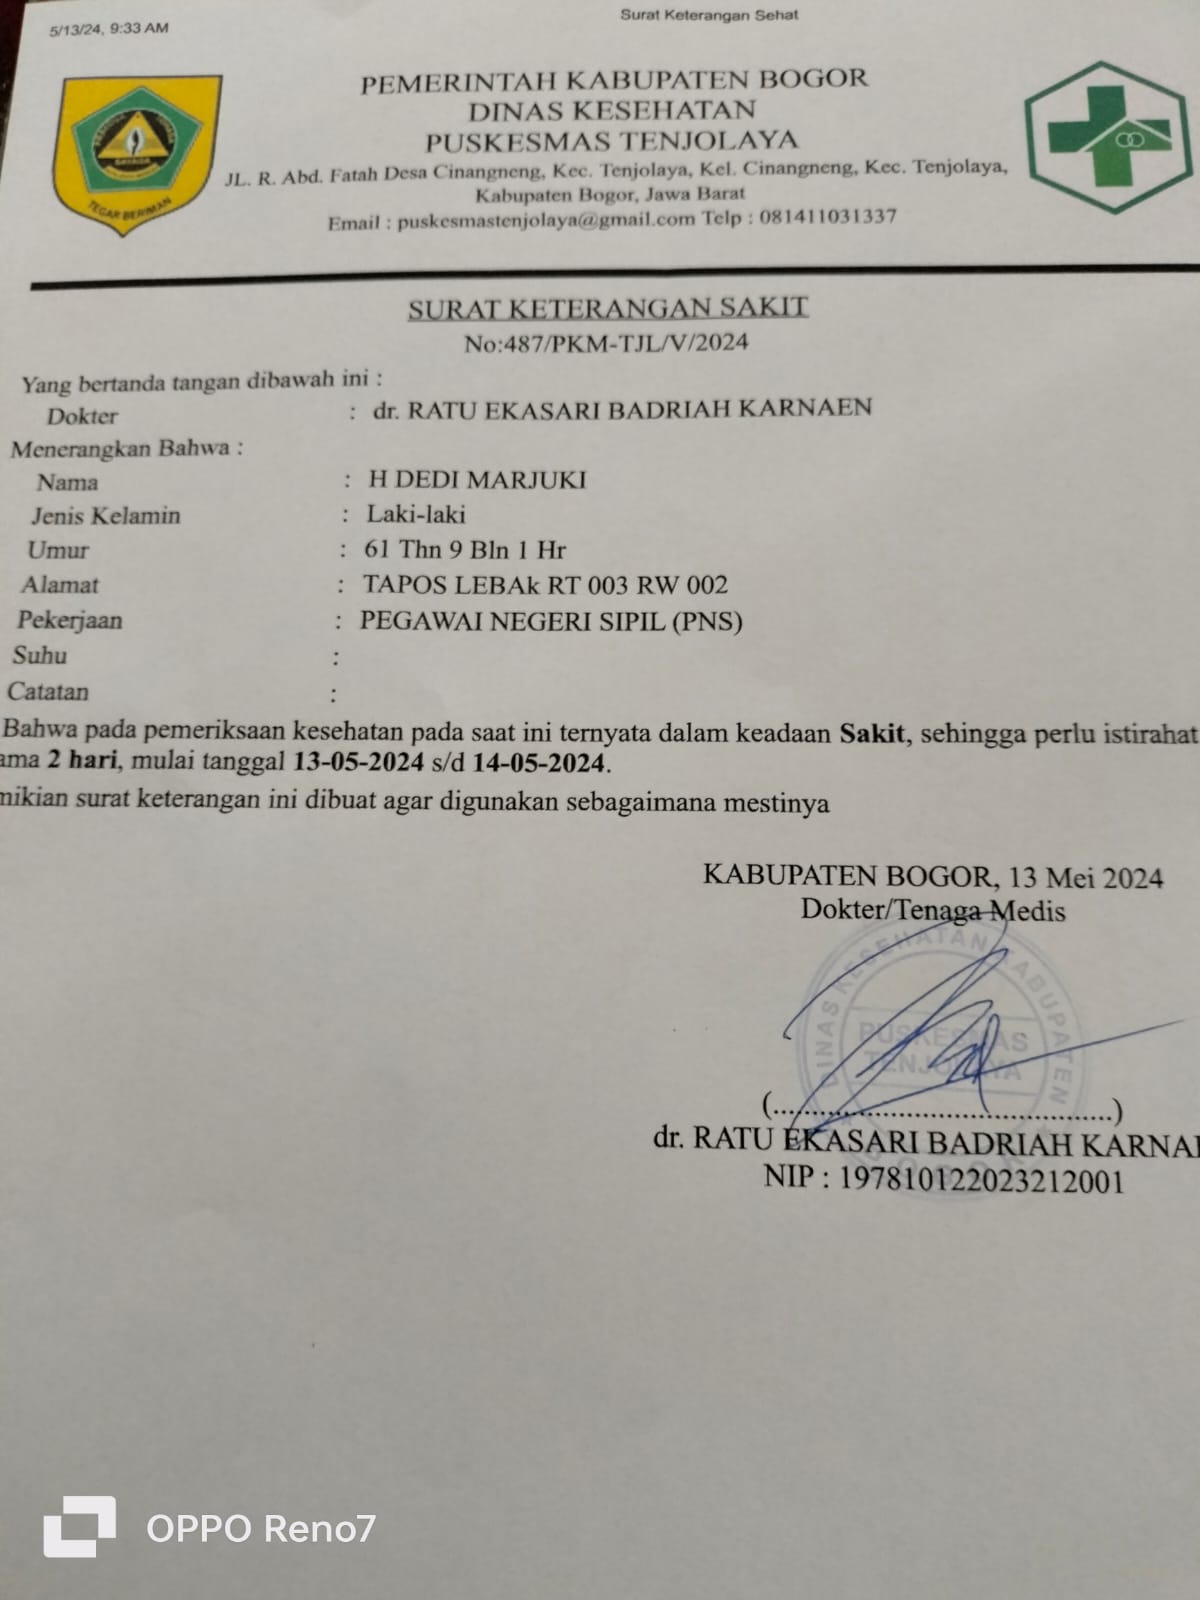 5/13/24, 9:33 AM
Surat Keterangan Sehat
PEMERINTAH KABUPATEN BOGOR
DINAS KESEHATAN
PUSKESMAS TENJOLAYA
JL. R. Abd. Fatah Desa Cinangneng, Kec. Tenjolaya, Kel. Cinangneng, Kec. Tenjolaya,
Kabupaten Bogor, Jawa Barat
Email : puskesmastenjolaya@gmail.com Telp : 081411031337
TEGAR BERIMAN
SURAT KETERANGAN SAKIT
No:487/PKM-TJL/V/2024
Yang bertanda tangan dibawah ini :
Dokter : dr. RATU EKASARI BADRIAH KARNAEN
Menerangkan Bahwa :
Nama : H DEDI MARJUKI
Jenis Kelamin : Laki-laki
Umur : 61 Thn 9 Bln 1 Hr
Alamat : TAPOS LEBAk RT 003 RW 002
Pekerjaan : PEGAWAI NEGERI SIPIL (PNS)
Suhu :
Catatan :
Bahwa pada pemeriksaan kesehatan pada saat ini ternyata dalam keadaan Sakit, sehingga perlu istirahat
ama 2 hari, mulai tanggal 13-05-2024 s/d 14-05-2024.
mikian surat keterangan ini dibuat agar digunakan sebagaimana mestinya
KABUPATEN BOGOR, 13 Mei 2024
Dokter/Tenaga Medis
DINAS KESEHATAN KABUPATEN
PUSKESMAS
TENJOLAYA
BOGOR
(..................................................)
dr. RATU EKASARI BADRIAH KARNAE
NIP : 197810122023212001
OPPO Reno7